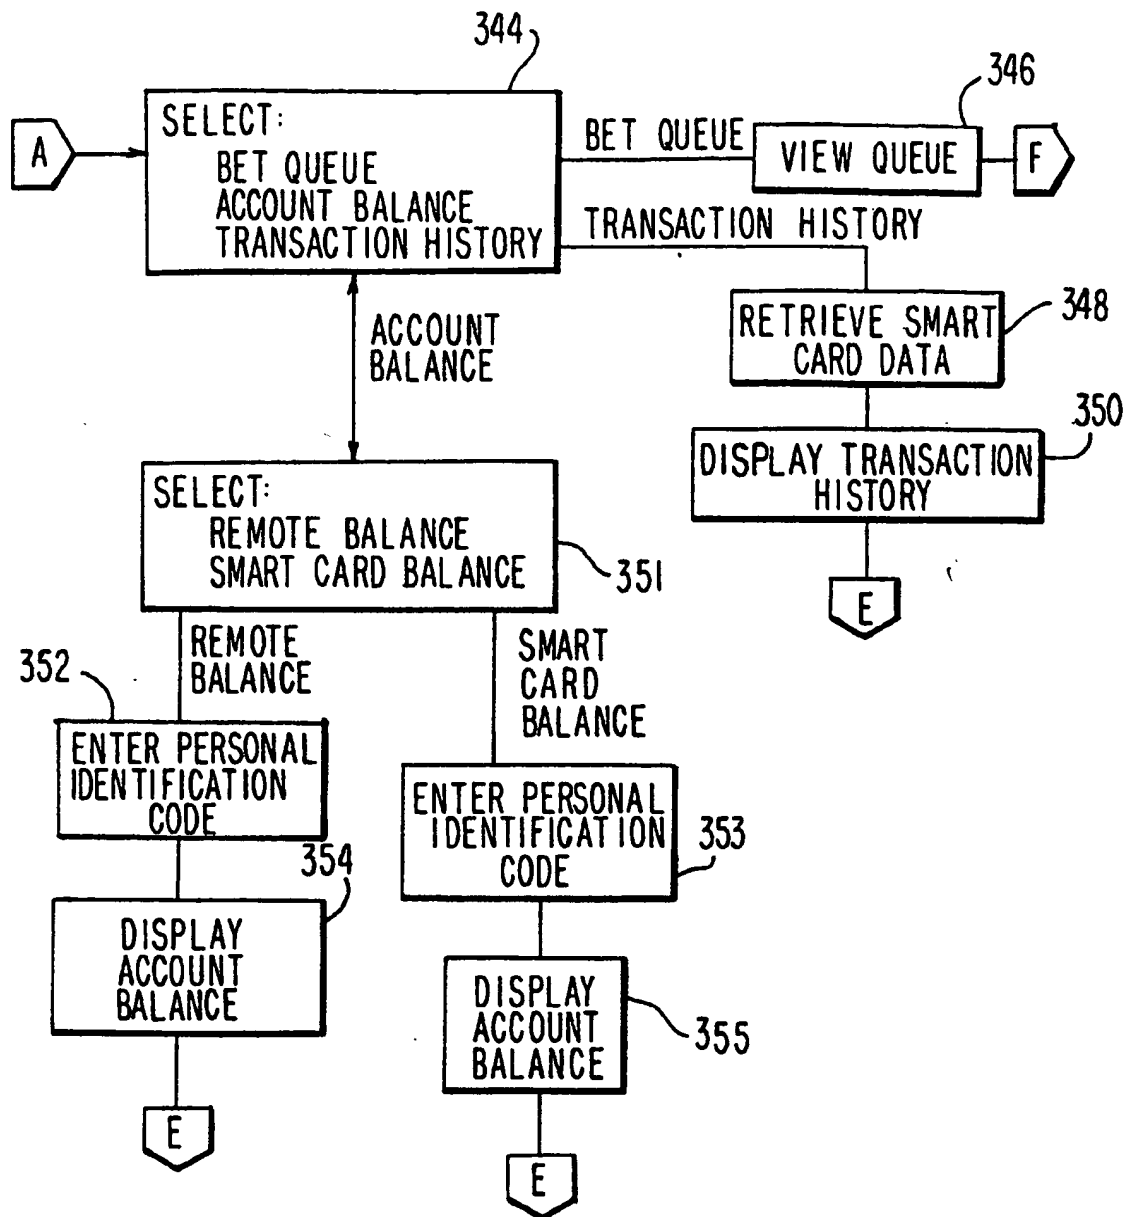 344
346
A
SELECT:
BET QUEUE
ACCOUNT BALANCE
TRANSACTION HISTORY
BET QUEUE
VIEW QUEUE
F
TRANSACTION HISTORY
RETRIEVE SMART
CARD DATA
348
ACCOUNT
BALANCE
350
DISPLAY TRANSACTION
HISTORY
E
SELECT:
REMOTE BALANCE
SMART CARD BALANCE
351
REMOTE
BALANCE
SMART
CARD
BALANCE
352
ENTER PERSONAL
IDENTIFICATION
CODE
ENTER PERSONAL
IDENTIFICATION
CODE
353
354
DISPLAY
ACCOUNT
BALANCE
DISPLAY
ACCOUNT
BALANCE
355
E
E